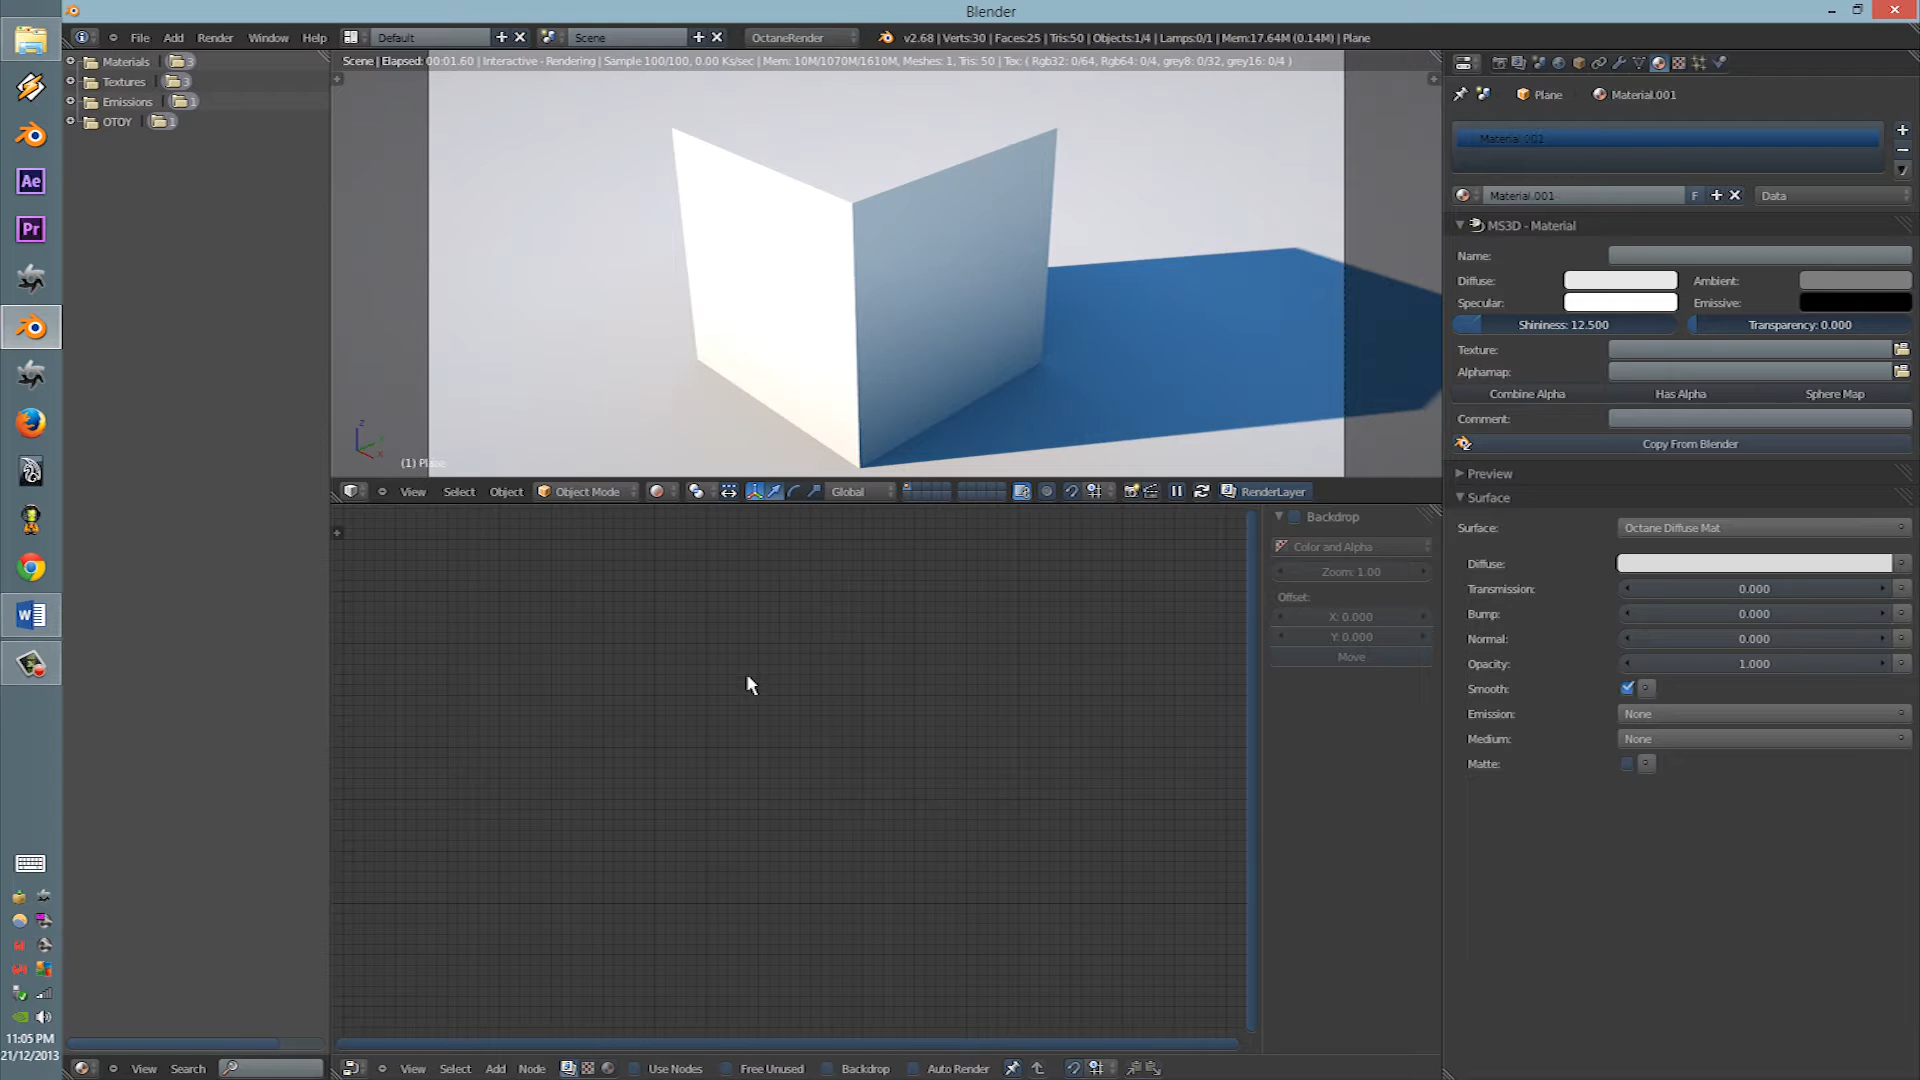 Blender
File Add Render Window Help Default Scene OctaneRender v2.68 | Verts:30 | Faces:25 | Tris:50 | Objects:1/4 | Lamps:0/1 | Mem:17.64M (0.14M) | Plane
Scene | Elapsed: 00:01.60 | Interactive - Rendering | Sample 100/100, 0.00 Ks/sec | Mem: 10M/1070M/1610M, Meshes: 1, Tris: 50 | Tex: ( Rgb32: 0/64, Rgb64: 0/4, grey8: 0/32, grey16: 0/4 )
Materials 3
Textures 3
Emissions 1
OTOY 1
Ae
Pr
(1) Plane
View Select Object Object Mode Global RenderLayer
Backdrop
Color and Alpha
Zoom: 1.00
Offset:
X: 0.000
Y: 0.000
Move
View Select Add Node Use Nodes Free Unused Backdrop Auto Render
View Search
11:05 PM
21/12/2013
Plane Material.001
Material.001
Material.001 F Data
MS3D - Material
Name:
Diffuse: Ambient:
Specular: Emissive:
Shininess: 12.500 Transparency: 0.000
Texture:
Alphamap:
Combine Alpha Has Alpha Sphere Map
Comment:
Copy From Blender
Preview
Surface
Surface: Octane Diffuse Mat
Diffuse:
Transmission: 0.000
Bump: 0.000
Normal: 0.000
Opacity: 1.000
Smooth:
Emission: None
Medium: None
Matte: